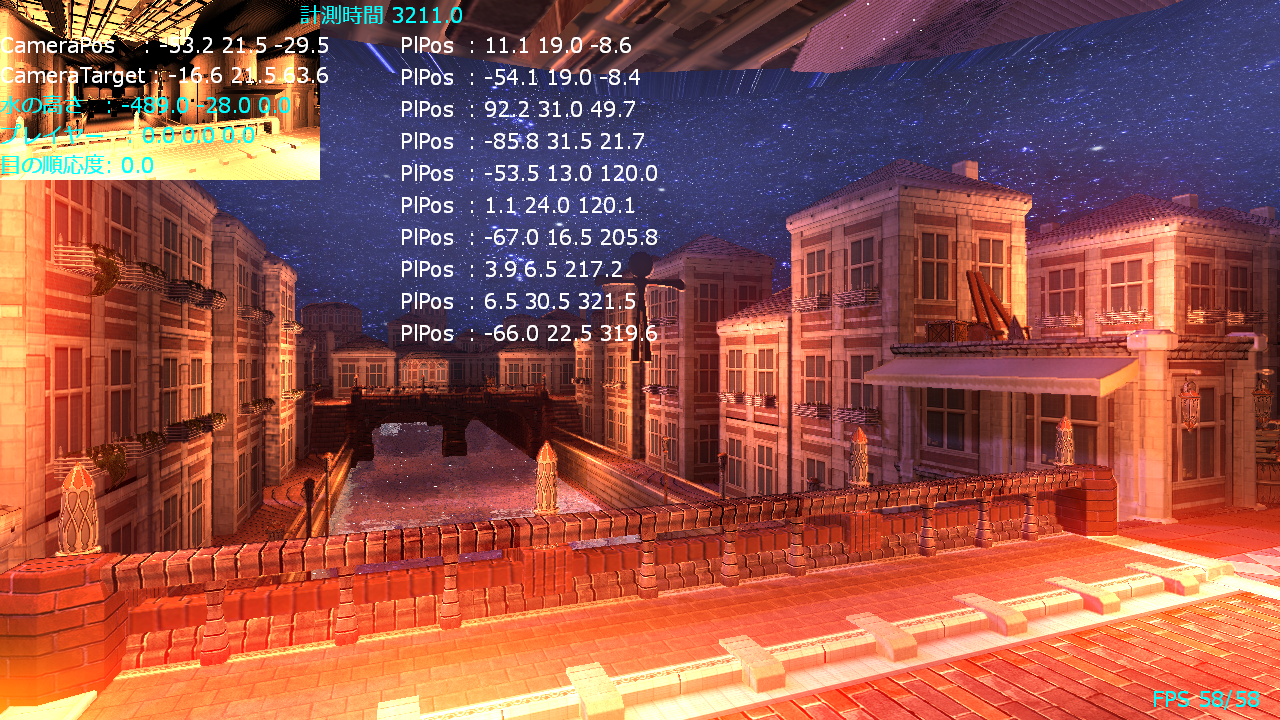 計測時間 3211.0
CameraPos : -53.2 21.5 -29.5
CameraTarget : -16.6 21.5 63.6
水の高さ : -489.0 -28.0 0.0
プレイヤー : 0.0 0.0 0.0
目の順応度: 0.0
PlPos : 11.1 19.0 -8.6
PlPos : -54.1 19.0 -8.4
PlPos : 92.2 31.0 49.7
PlPos : -85.8 31.5 21.7
PlPos : -53.5 13.0 120.0
PlPos : 1.1 24.0 120.1
PlPos : -67.0 16.5 205.8
PlPos : 3.9 6.5 217.2
PlPos : 6.5 30.5 321.5
PlPos : -66.0 22.5 319.6
FPS 58/58